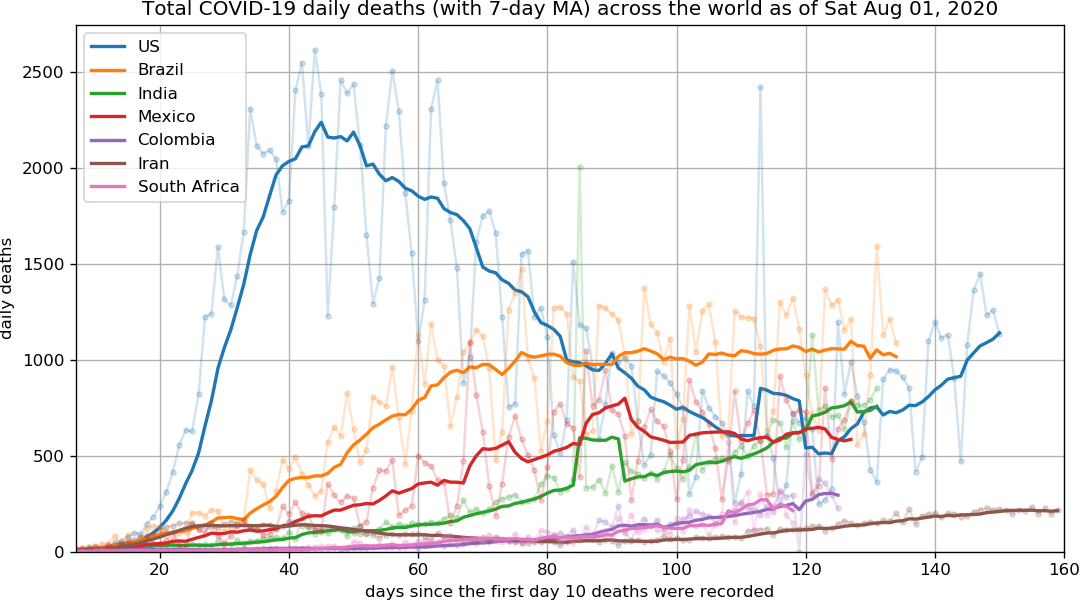 Total COVID-19 daily deaths (with 7-day MA) across the world as of Sat Aug 01, 2020
US
Brazil
India
Mexico
Colombia
Iran
South Africa
2500
2000
1500
1000
500
0
daily deaths
20 40 60 80 100 120 140 160
days since the first day 10 deaths were recorded